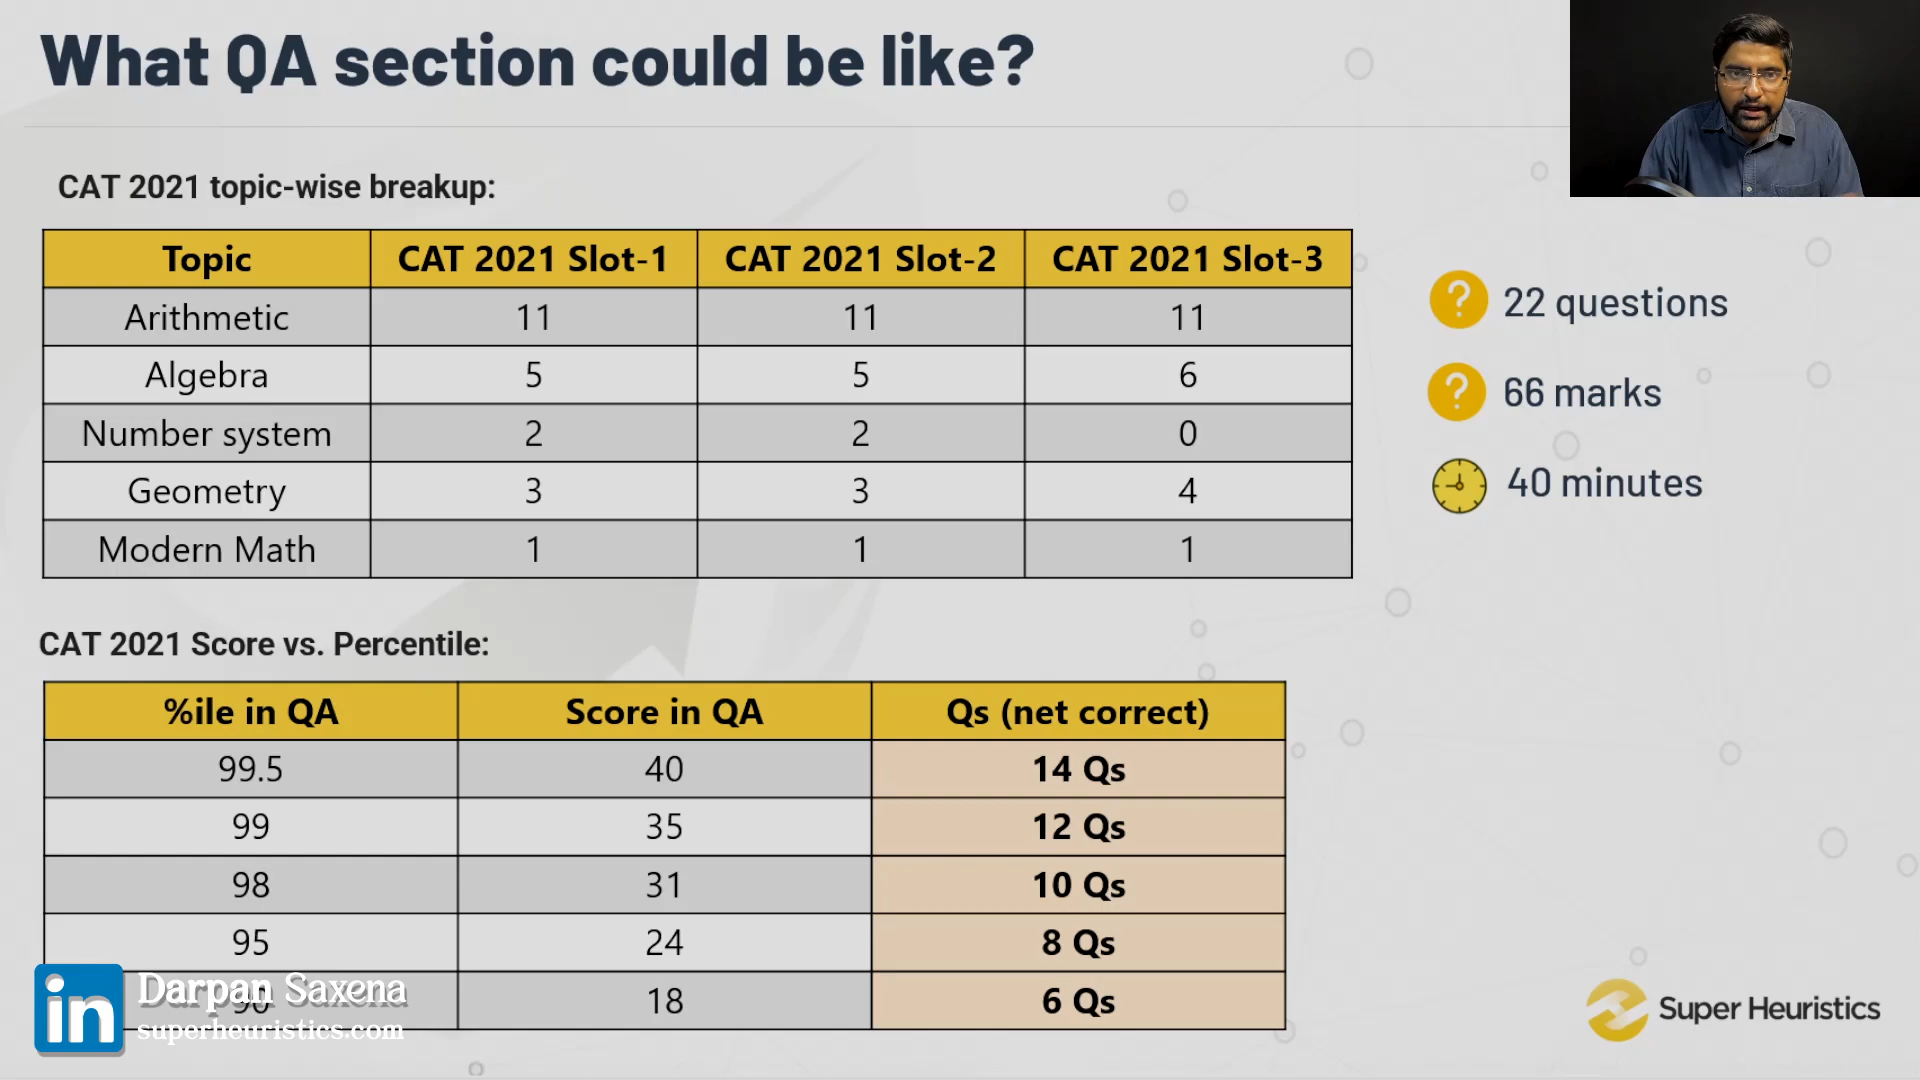 What QA section could be like?
CAT 2021 topic-wise breakup:
Topic CAT 2021 Slot-1 CAT 2021 Slot-2 CAT 2021 Slot-3
Arithmetic 11 11 11
Algebra 5 5 6
Number system 2 2 0
Geometry 3 3 4
Modern Math 1 1 1
22 questions
66 marks
40 minutes
CAT 2021 Score vs. Percentile:
%ile in QA Score in QA Qs (net correct)
99.5 40 14 Qs
99 35 12 Qs
98 31 10 Qs
95 24 8 Qs
90 18 6 Qs
in Darpan Saxena
superheuristics.com
Super Heuristics